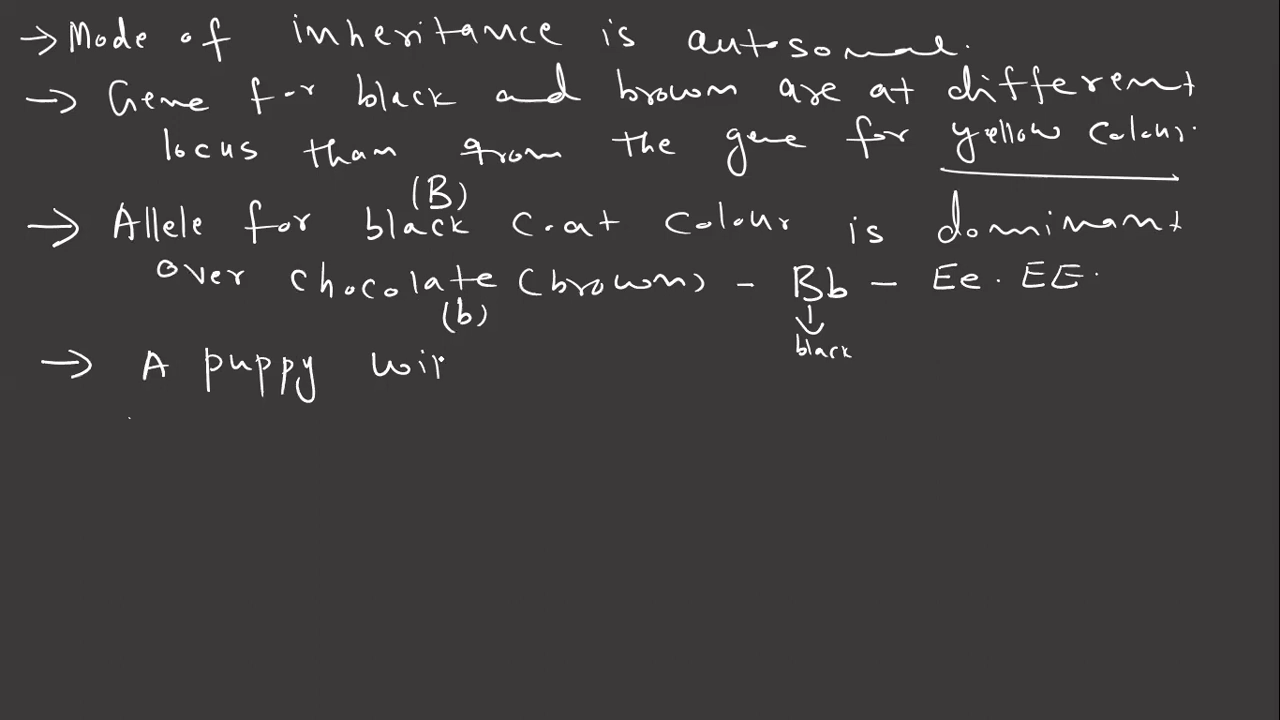 → Mode of inheritance is autosomal.
→ Gene for black and brown are at different
locus than from the gene for yellow colour.
(B)
→ Allele for black coat colour is dominant
over chocolate (brown) - Bb - Ee. EE.
(b)
black
→ A puppy wit